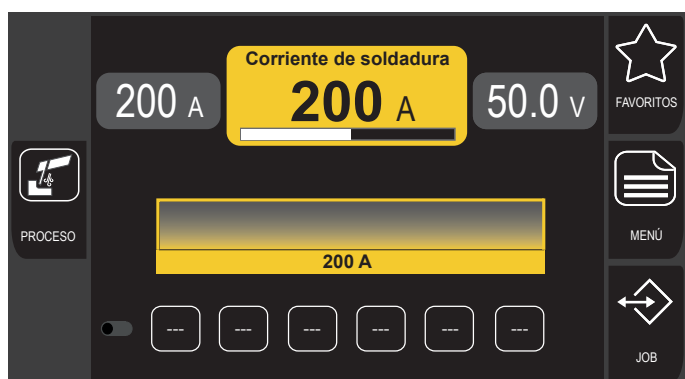 Corriente de soldadura
200 A
200 A
50.0 V
FAVORITOS
PROCESO
MENÚ
200 A
---
---
---
---
---
---
JOB